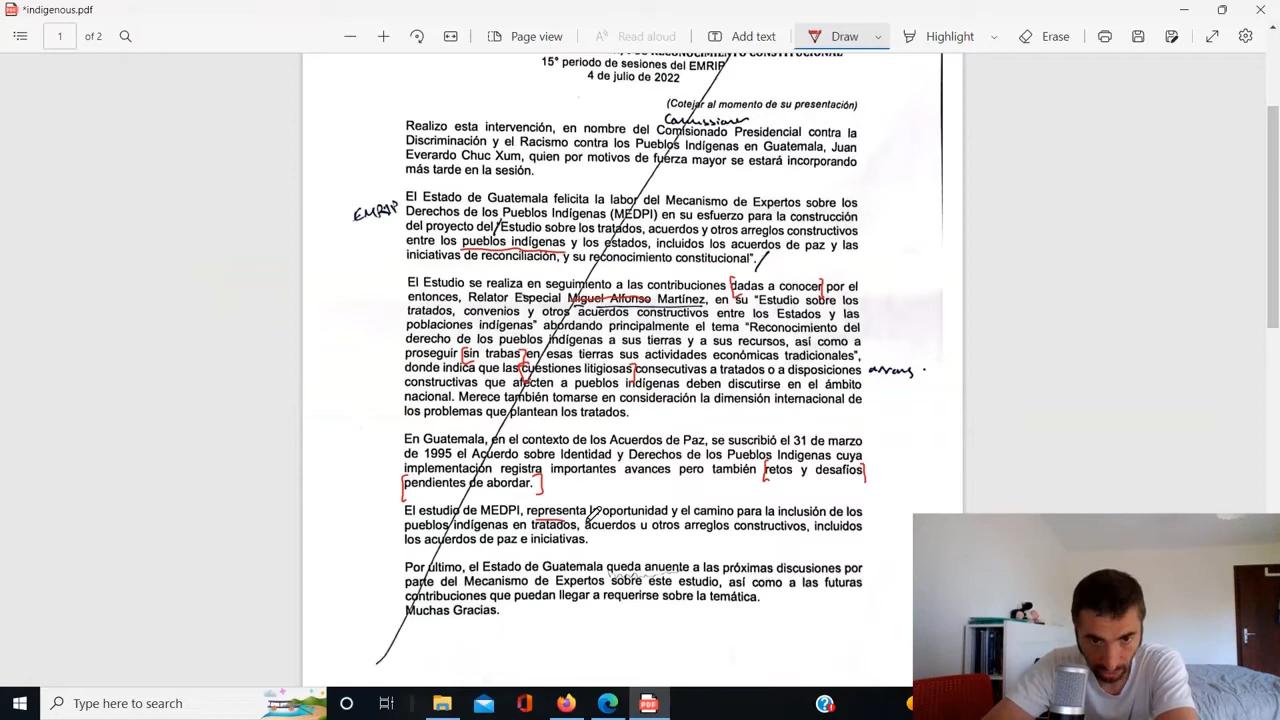 *indigenous.pdf
1 of 2
Page view
Read aloud
Add text
Draw
Highlight
Erase
RECONOCIMIENTO CONSTITUCIONAL
15° periodo de sesiones del EMRIP
4 de julio de 2022
(Cotejar al momento de su presentación)
Comissioner
Realizo esta intervención, en nombre del Comisionado Presidencial contra la
Discriminación y el Racismo contra los Pueblos Indígenas en Guatemala, Juan
Everardo Chuc Xum, quien por motivos de fuerza mayor se estará incorporando
más tarde en la sesión.
El Estado de Guatemala felicita la labor del Mecanismo de Expertos sobre los
EMRIP Derechos de los Pueblos Indígenas (MEDPI) en su esfuerzo para la construcción
del proyecto del Estudio sobre los tratados, acuerdos y otros arreglos constructivos
entre los pueblos indígenas y los estados, incluidos los acuerdos de paz y las
iniciativas de reconciliación, y su reconocimiento constitucional".
El Estudio se realiza en seguimiento a las contribuciones dadas a conocer por el
entonces, Relator Especial Miguel Alfonso Martínez, en su "Estudio sobre los
tratados, convenios y otros acuerdos constructivos entre los Estados y las
poblaciones indígenas" abordando principalmente el tema "Reconocimiento del
derecho de los pueblos indígenas a sus tierras y a sus recursos, así como a
proseguir sin trabas en esas tierras sus actividades económicas tradicionales",
donde indica que las cuestiones litigiosas consecutivas a tratados o a disposiciones
constructivas que afecten a pueblos indígenas deben discutirse en el ámbito
nacional. Merece también tomarse en consideración la dimensión internacional de
los problemas que plantean los tratados.
En Guatemala, en el contexto de los Acuerdos de Paz, se suscribió el 31 de marzo
de 1995 el Acuerdo sobre Identidad y Derechos de los Pueblos Indígenas cuya
implementación registra importantes avances pero también retos y desafíos
pendientes de abordar.
El estudio de MEDPI, representa la oportunidad y el camino para la inclusión de los
pueblos indígenas en tratados, acuerdos u otros arreglos constructivos, incluidos
los acuerdos de paz e iniciativas.
Por último, el Estado de Guatemala queda anuente a las próximas discusiones por
parte del Mecanismo de Expertos sobre este estudio, así como a las futuras
contribuciones que puedan llegar a requerirse sobre la temática.
Muchas Gracias.
Type here to search
PDF